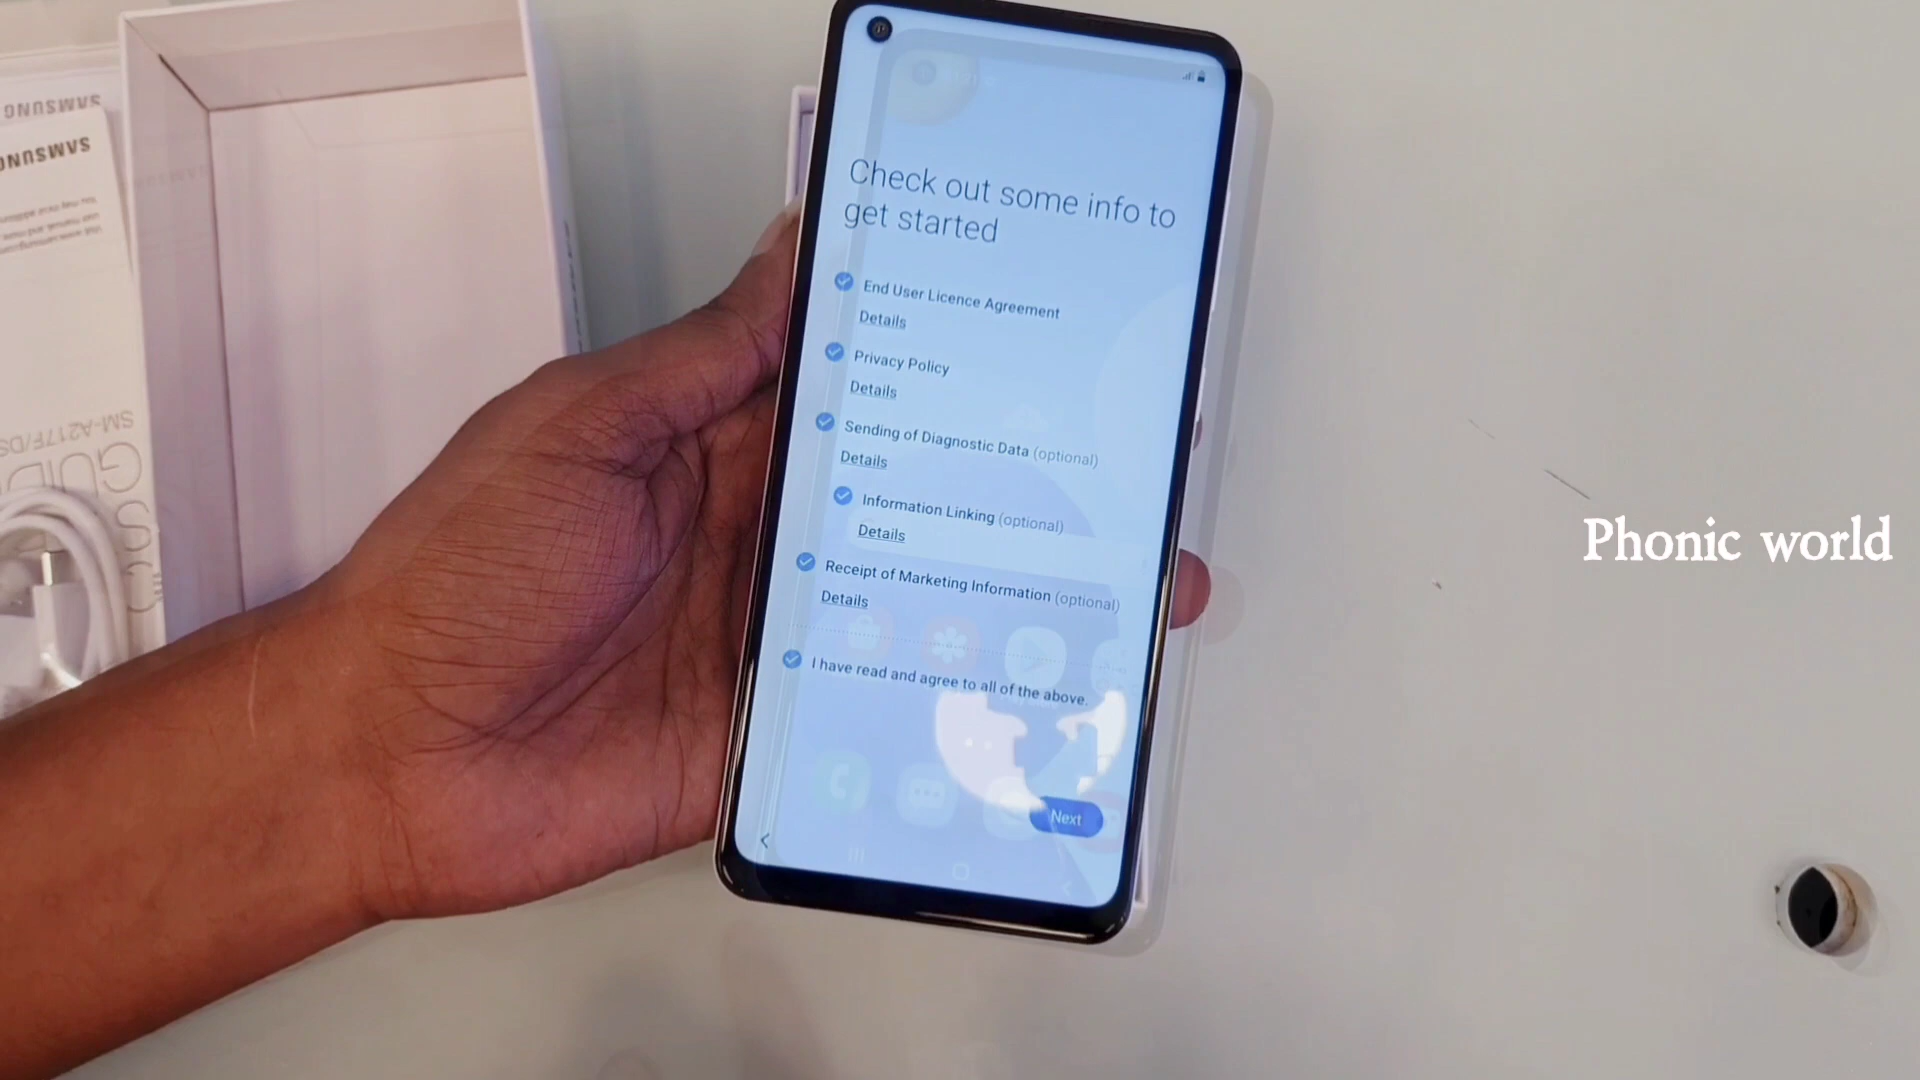 SAMSUNG
SAMSUNG
SM-A217F/DS
Check out some info to
get started
End User Licence Agreement
Details
Privacy Policy
Details
Sending of Diagnostic Data (optional)
Details
Information Linking (optional)
Details
Receipt of Marketing Information (optional)
Details
I have read and agree to all of the above.
Next
Phonic world